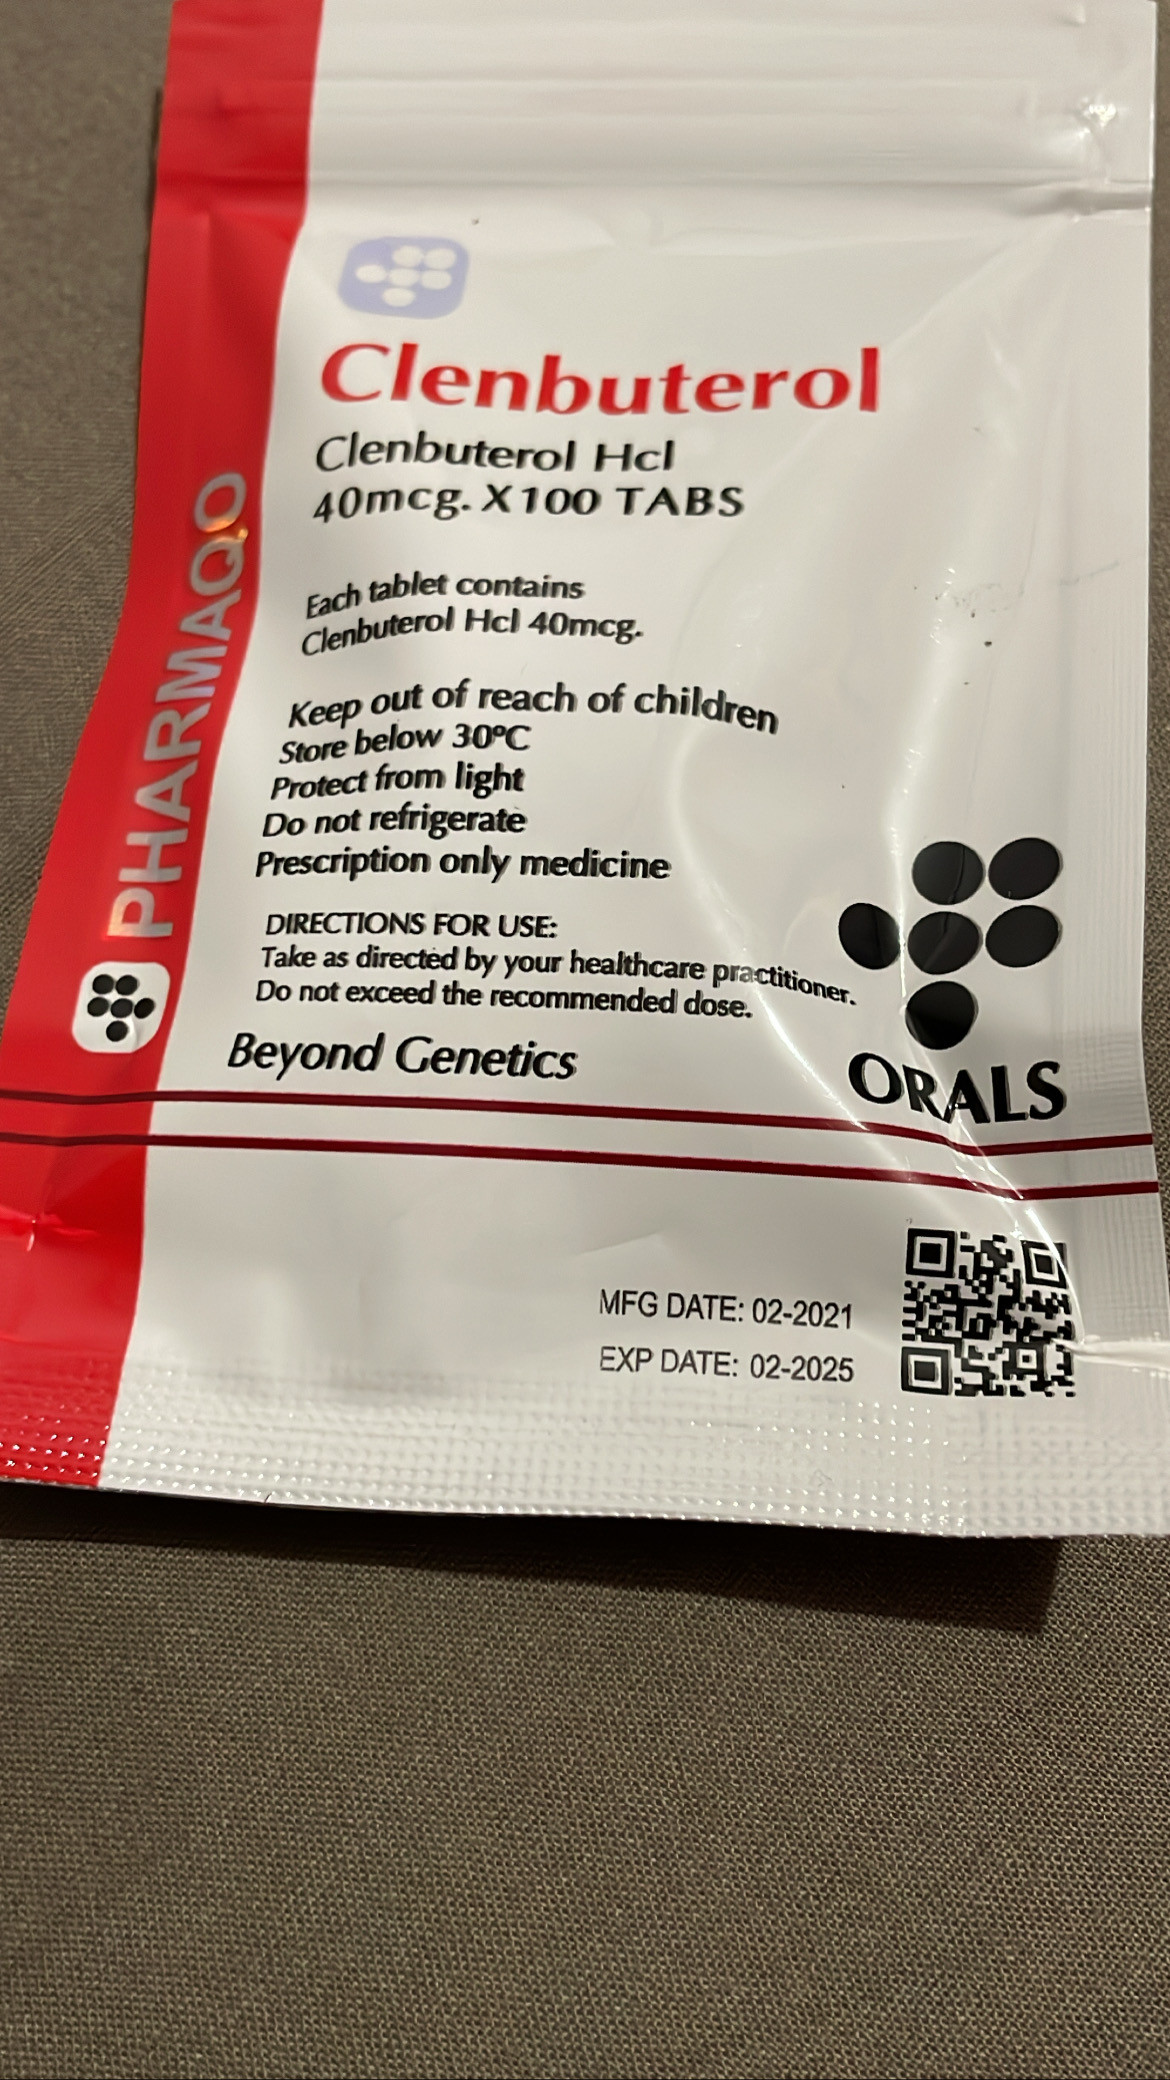 PHARMAQO
Clenbuterol
Clenbuterol Hcl
40mcg. X100 TABS
Each tablet contains
Clenbuterol Hcl 40mcg.
Keep out of reach of children
Store below 30ºC
Protect from light
Do not refrigerate
Prescription only medicine
DIRECTIONS FOR USE:
Take as directed by your healthcare practitioner.
Do not exceed the recommended dose.
Beyond Genetics
ORALS
MFG DATE: 02-2021
EXP DATE: 02-2025